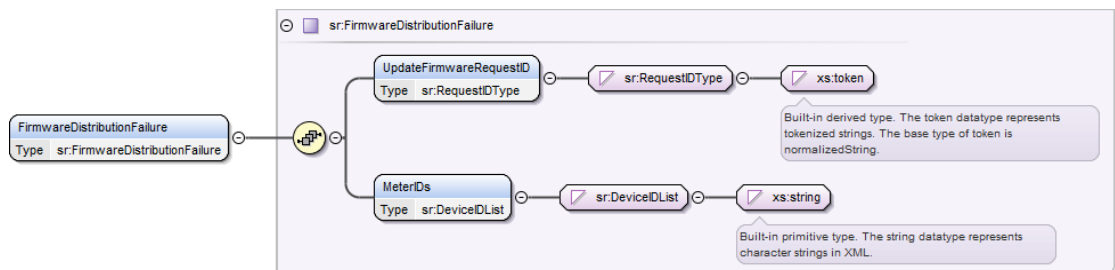 sr:FirmwareDistributionFailure
UpdateFirmwareRequestID
Type sr:RequestIDType
sr:RequestIDType
xs:token
Built-in derived type. The token datatype represents
tokenized strings. The base type of token is
normalizedString.
FirmwareDistributionFailure
Type sr:FirmwareDistributionFailure
MeterIDs
Type sr:DeviceIDList
sr:DeviceIDList
xs:string
Built-in primitive type. The string datatype represents
character strings in XML.